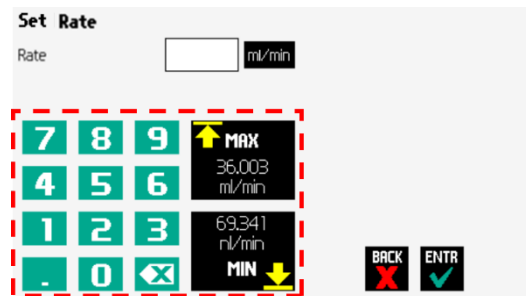 Set Rate
Rate ml/min
7 8 9 MAX
36.003
ml/min
4 5 6
1 2 3 69.341
nl/min
. 0 MIN
BACK ENTR